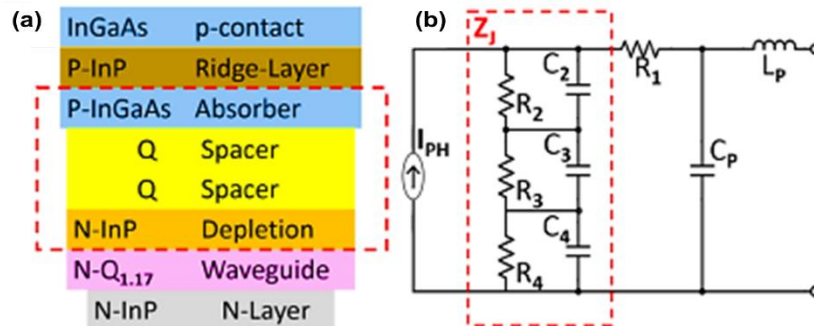 (a)
InGaAs p-contact
P-InP Ridge-Layer
P-InGaAs Absorber
Q Spacer
Q Spacer
N-InP Depletion
N-Q1.17 Waveguide
N-InP N-Layer
(b)
ZJ
IPH
R2
C2
R3
C3
R4
C4
R1
CP
LP